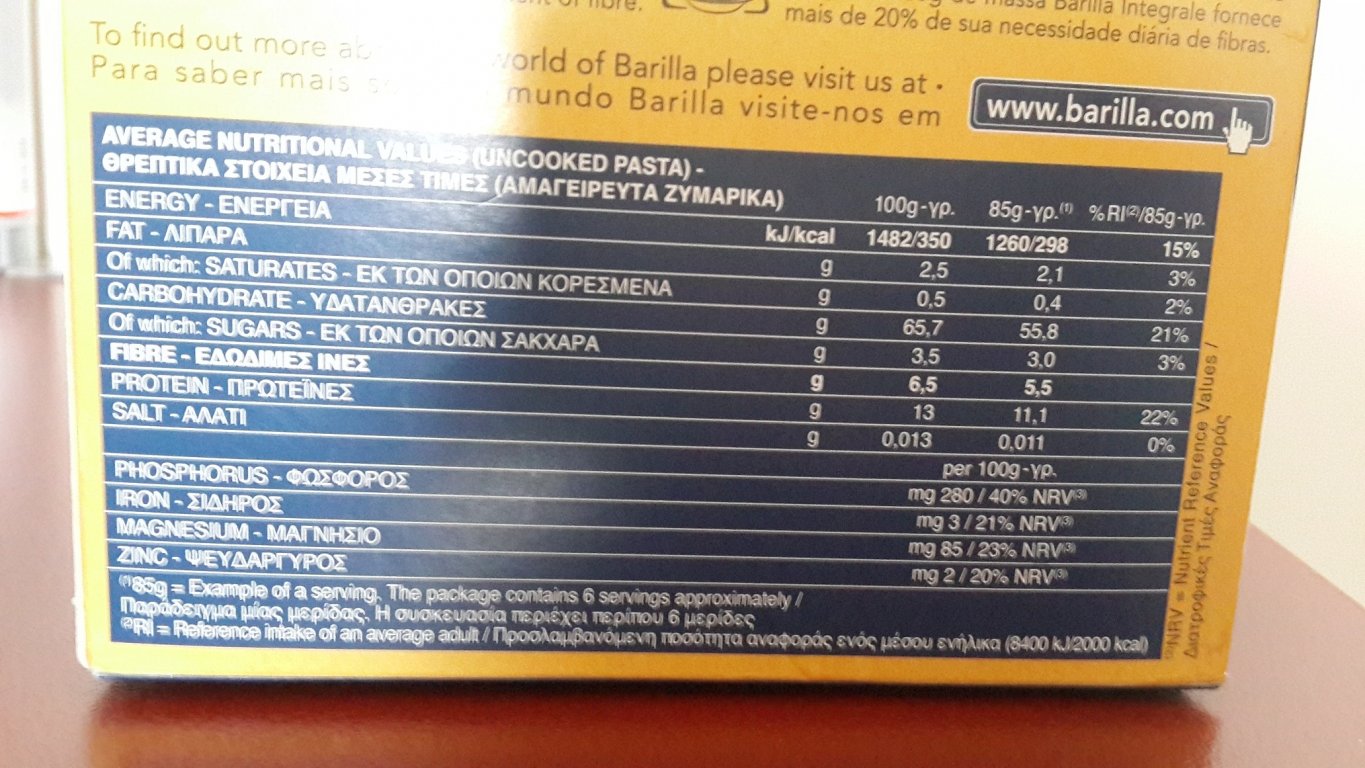 massa Barilla Integrale fornece
mais de 20% de sua necessidade diária de fibras.
To find out more world of Barilla please visit us at •
Para saber mais mundo Barilla visite-nos em
www.barilla.com
AVERAGE NUTRITIONAL VALUES (UNCOOKED PASTA) -
ΘΡΕΠΤΙΚΑ ΣΤΟΙΧΕΙΑ ΜΕΣΕΣ ΤΙΜΕΣ (ΑΜΑΓΕΙΡΕΥΤΑ ΖΥΜΑΡΙΚΑ) 100g-γρ. 85g-γρ.(1) %RI(2)/85g-γρ.
ENERGY - ΕΝΕΡΓΕΙΑ kJ/kcal 1482/350 1260/298 15%
FAT - ΛΙΠΑΡΑ g 2,5 2,1 3%
Of which: SATURATES - ΕΚ ΤΩΝ ΟΠΟΙΩΝ ΚΟΡΕΣΜΕΝΑ g 0,5 0,4 2%
CARBOHYDRATE - ΥΔΑΤΑΝΘΡΑΚΕΣ g 65,7 55,8 21%
Of which: SUGARS - ΕΚ ΤΩΝ ΟΠΟΙΩΝ ΣΑΚΧΑΡΑ g 3,5 3,0 3%
FIBRE - ΕΔΩΔΙΜΕΣ ΙΝΕΣ g 6,5 5,5
PROTEIN - ΠΡΩΤΕΪΝΕΣ g 13 11,1 22%
SALT - ΑΛΑΤΙ g 0,013 0,011 0%
per 100g-γρ.
PHOSPHORUS - ΦΩΣΦΟΡΟΣ mg 280 / 40% NRV(3)
IRON - ΣΙΔΗΡΟΣ mg 3 / 21% NRV(3)
MAGNESIUM - ΜΑΓΝΗΣΙΟ mg 85 / 23% NRV(3)
ZINC - ΨΕΥΔΑΡΓΥΡΟΣ mg 2 / 20% NRV(3)
(1)85g = Example of a serving. The package contains 6 servings approximately /
Παράδειγμα μίας μερίδας. Η συσκευασία περιέχει περίπου 6 μερίδες
(2)RI = Reference intake of an average adult / Προσλαμβανόμενη ποσότητα αναφοράς ενός μέσου ενήλικα (8400 kJ/2000 kcal)
(3)NRV = Nutrient Reference Values /
Διατροφικές Τιμές Αναφοράς